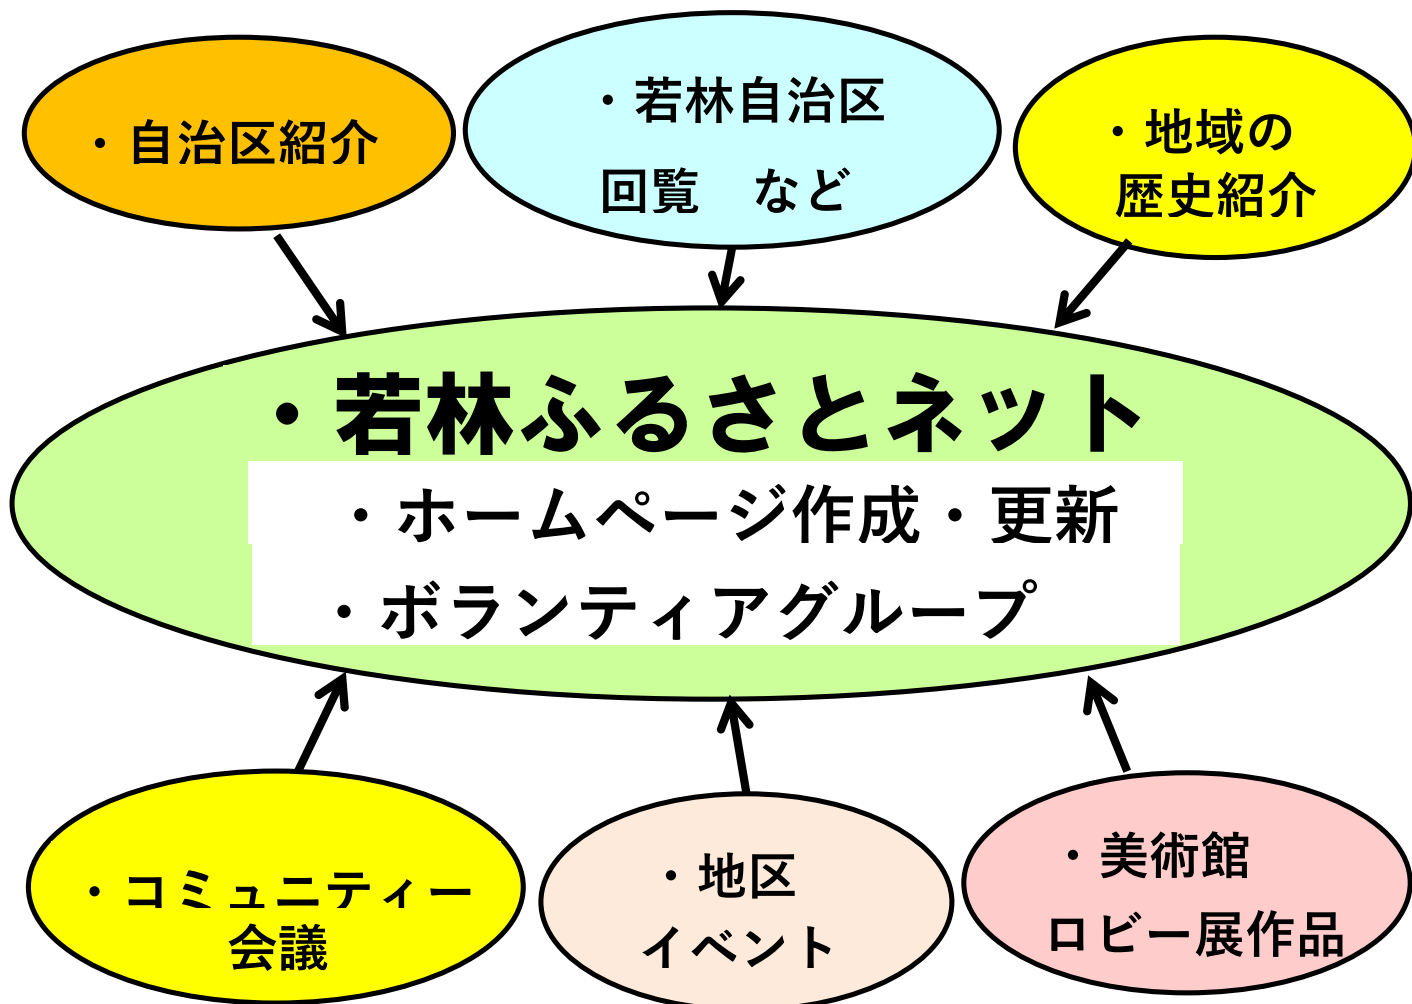 ・自治区紹介
・若林自治区
回覧　など
・地域の
歴史紹介
・若林ふるさとネット
・ホームページ作成・更新
・ボランティアグループ
・コミュニティー
会議
・地区
イベント
・美術館
ロビー展作品